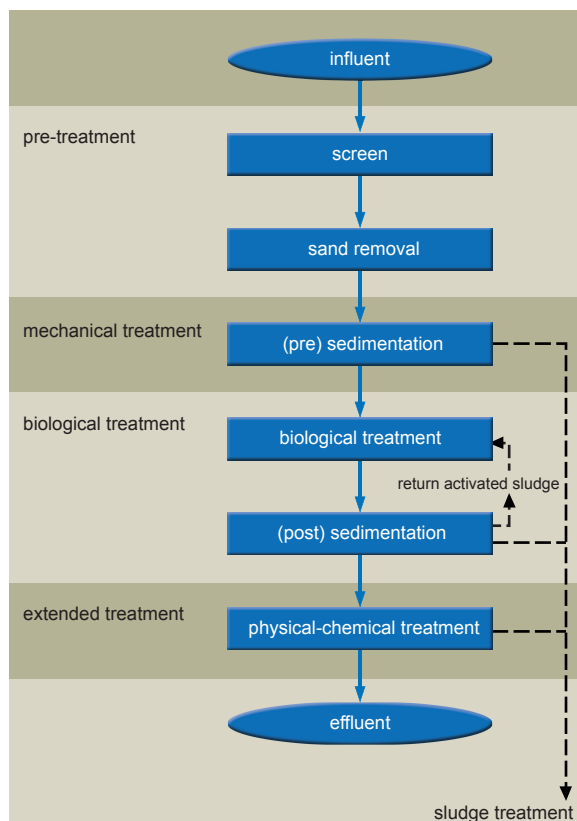 influent
pre-treatment
screen
sand removal
mechanical treatment
(pre) sedimentation
biological treatment
biological treatment
return activated sludge
(post) sedimentation
extended treatment
physical-chemical treatment
effluent
sludge treatment